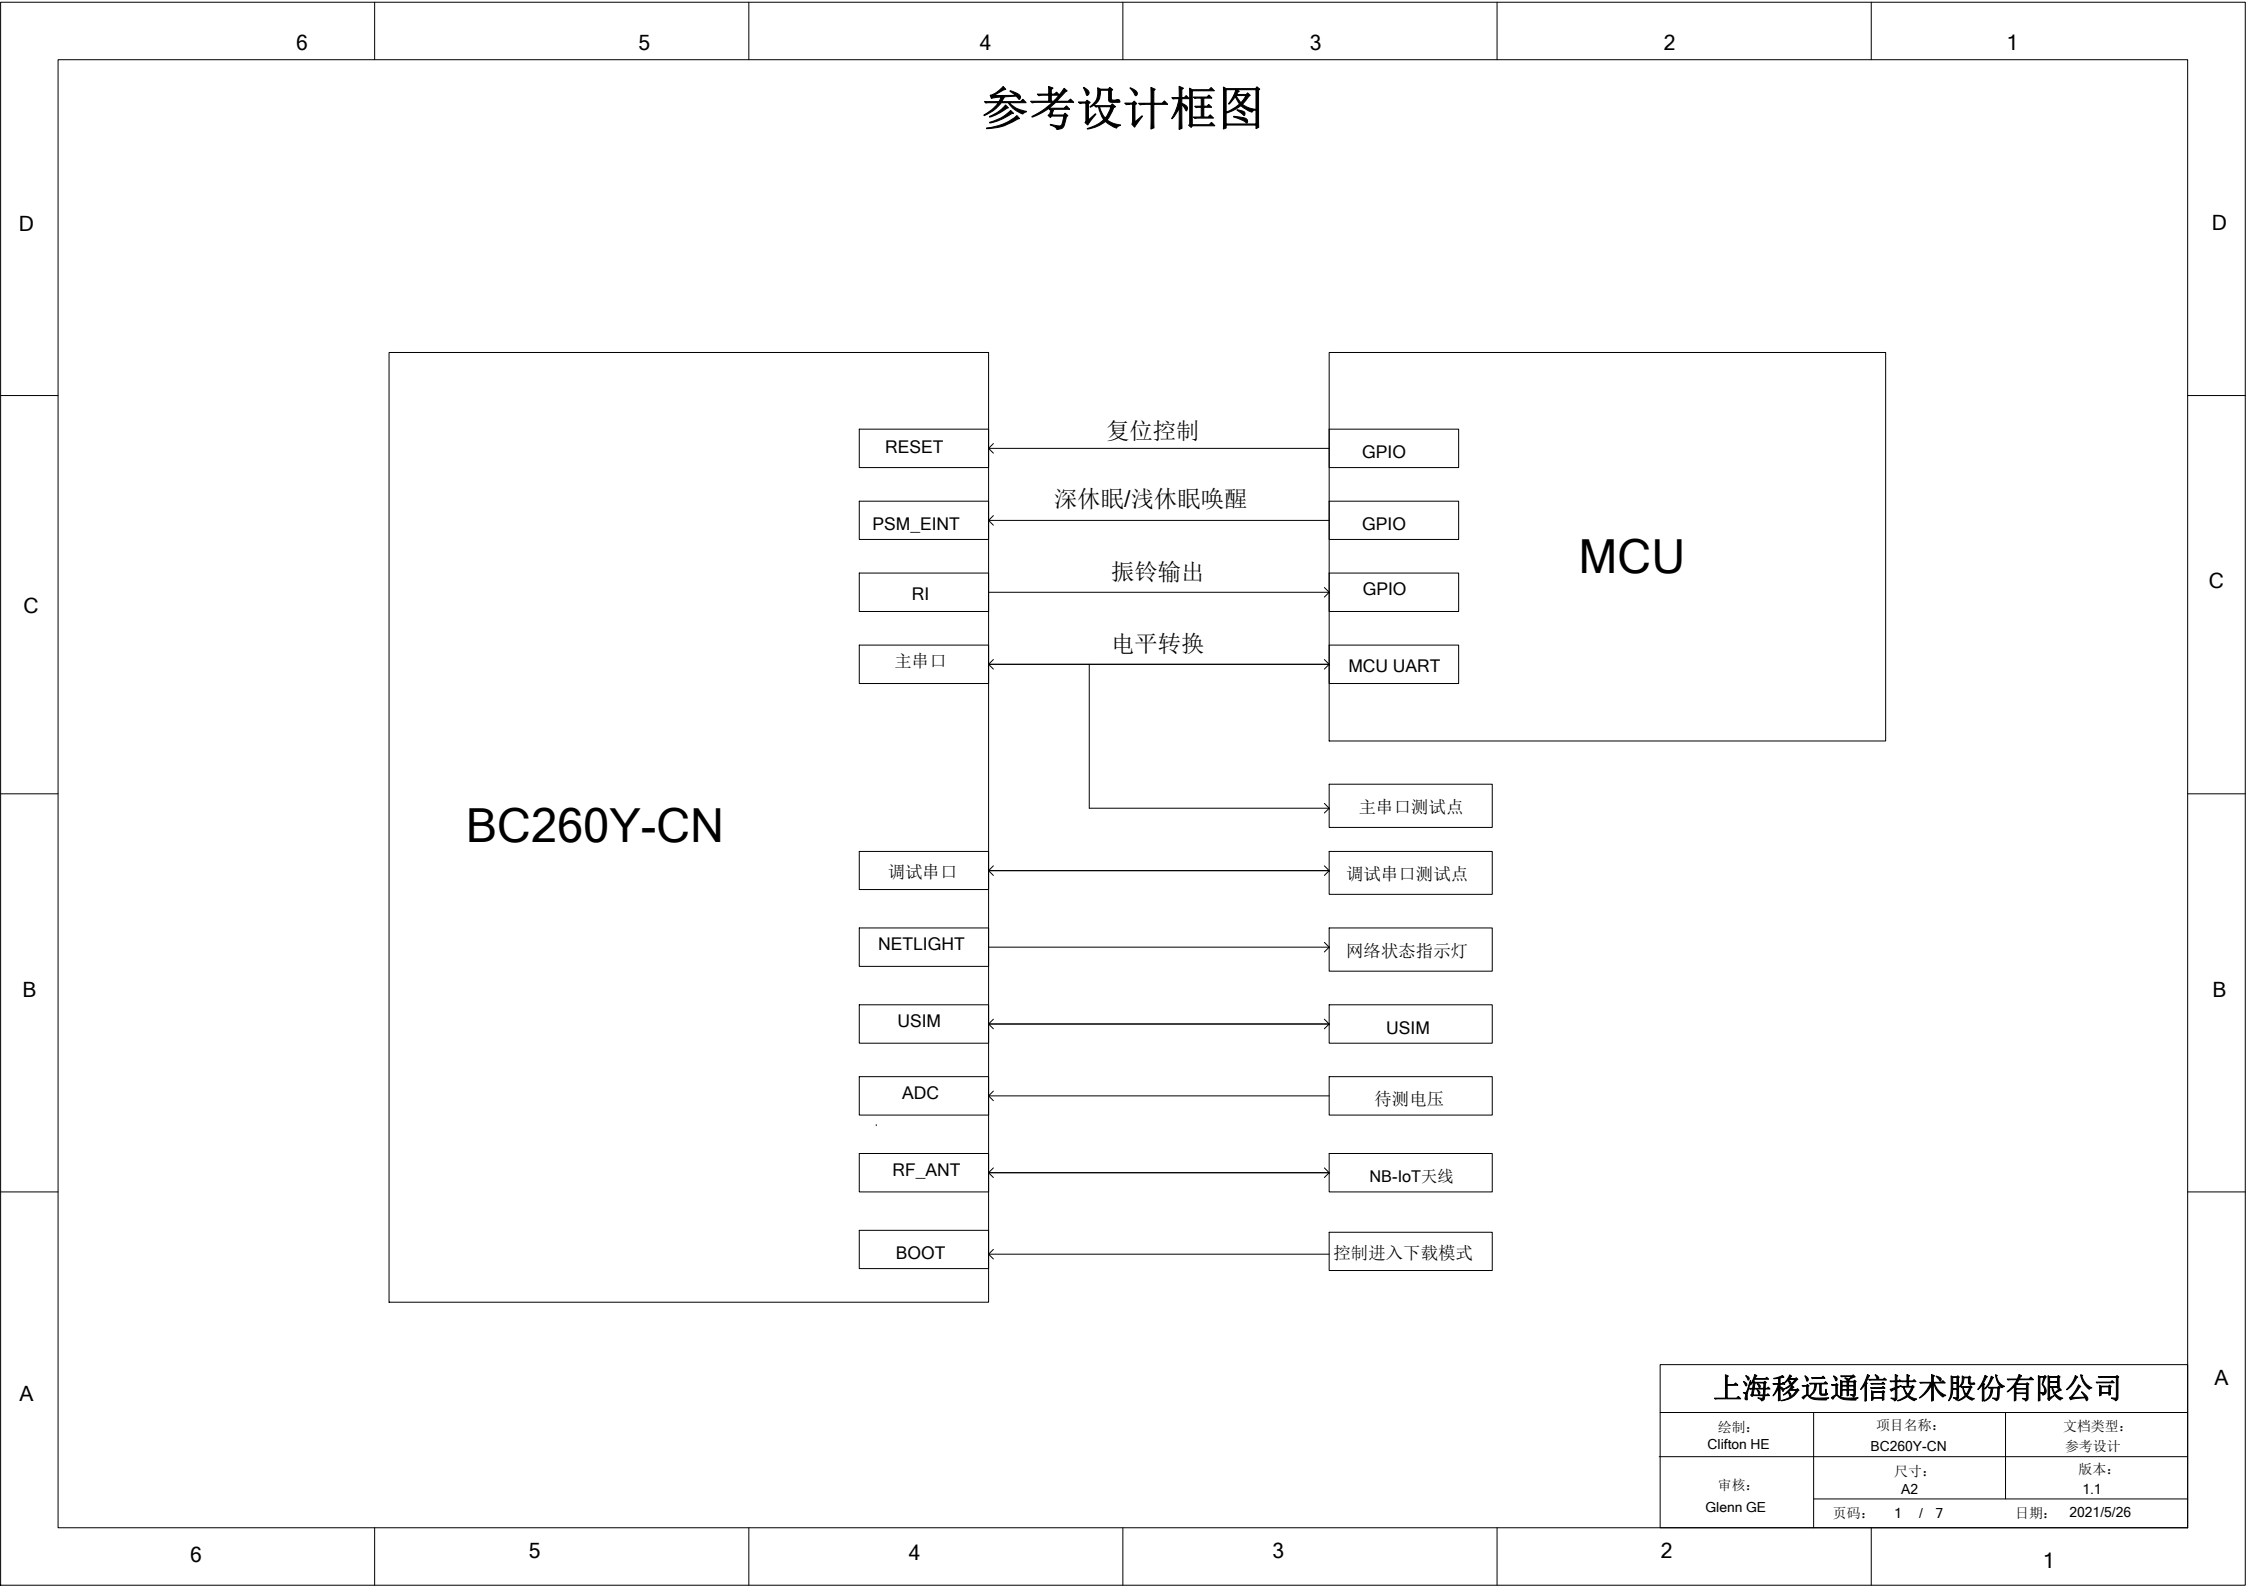 6 5 4 3 2 1
参考设计框图
D D
复位控制
RESET GPIO
深休眠/浅休眠唤醒
PSM_EINT GPIO
MCU
振铃输出
RI GPIO
C C
电平转换
主串口 MCU UART
主串口测试点
BC260Y-CN
调试串口 调试串口测试点
NETLIGHT 网络状态指示灯
B B
USIM USIM
ADC 待测电压
RF_ANT NB-IoT天线
BOOT 控制进入下载模式
A A
上海移远通信技术股份有限公司
绘制： 项目名称： 文档类型：
Clifton HE BC260Y-CN 参考设计
审核： 尺寸： 版本：
A2 1.1
Glenn GE 页码： 1 / 7 日期： 2021/5/26
6 5 4 3 2 1